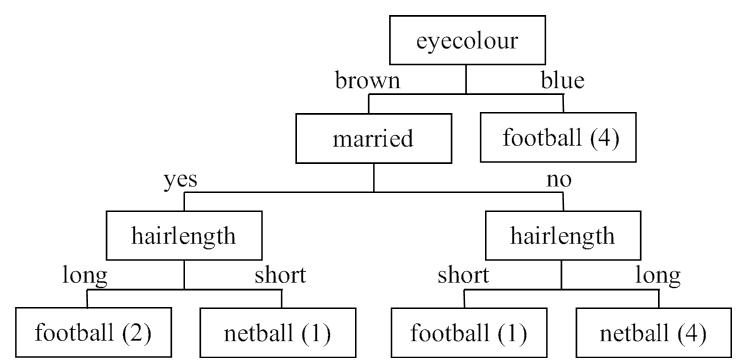 eyecolour
brown blue
married football (4)
yes no
hairlength hairlength
long short short long
football (2) netball (1) football (1) netball (4)